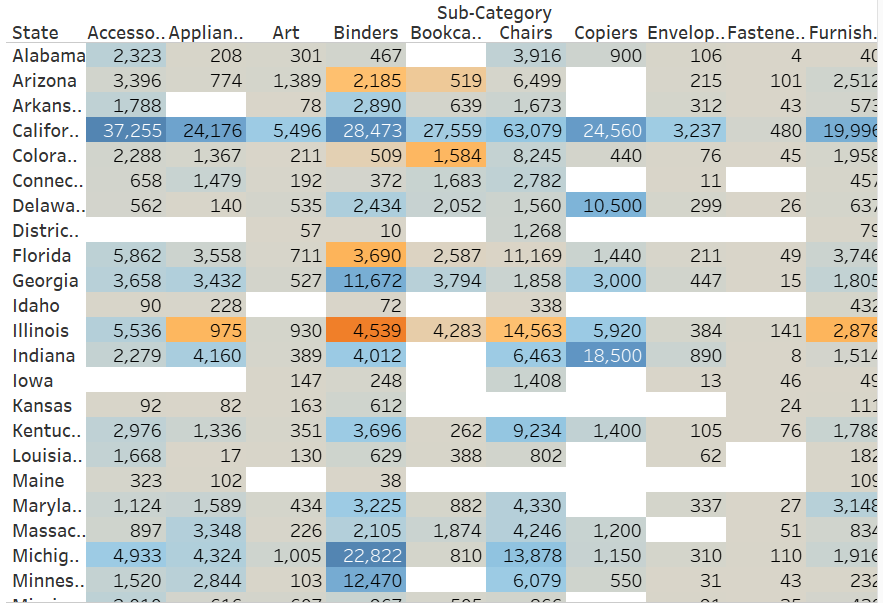 Sub-Category
State Accesso.. Applian.. Art Binders Bookca.. Chairs Copiers Envelop.. Fastene.. Furnish.
Alabama 2,323 208 301 467 3,916 900 106 4 40
Arizona 3,396 774 1,389 2,185 519 6,499 215 101 2,512
Arkans.. 1,788 78 2,890 639 1,673 312 43 573
Califor.. 37,255 24,176 5,496 28,473 27,559 63,079 24,560 3,237 480 19,996
Colora.. 2,288 1,367 211 509 1,584 8,245 440 76 45 1,958
Connec.. 658 1,479 192 372 1,683 2,782 11 457
Delawa.. 562 140 535 2,434 2,052 1,560 10,500 299 26 637
Distric.. 57 10 1,268 79
Florida 5,862 3,558 711 3,690 2,587 11,169 1,440 211 49 3,746
Georgia 3,658 3,432 527 11,672 3,794 1,858 3,000 447 15 1,805
Idaho 90 228 72 338 432
Illinois 5,536 975 930 4,539 4,283 14,563 5,920 384 141 2,878
Indiana 2,279 4,160 389 4,012 6,463 18,500 890 8 1,514
Iowa 147 248 1,408 13 46 49
Kansas 92 82 163 612 24 111
Kentuc.. 2,976 1,336 351 3,696 262 9,234 1,400 105 76 1,788
Louisia.. 1,668 17 130 629 388 802 62 182
Maine 323 102 38 109
Maryla.. 1,124 1,589 434 3,225 882 4,330 337 27 3,148
Massac.. 897 3,348 226 2,105 1,874 4,246 1,200 51 834
Michig.. 4,933 4,324 1,005 22,822 810 13,878 1,150 310 110 1,916
Minnes.. 1,520 2,844 103 12,470 6,079 550 31 43 232